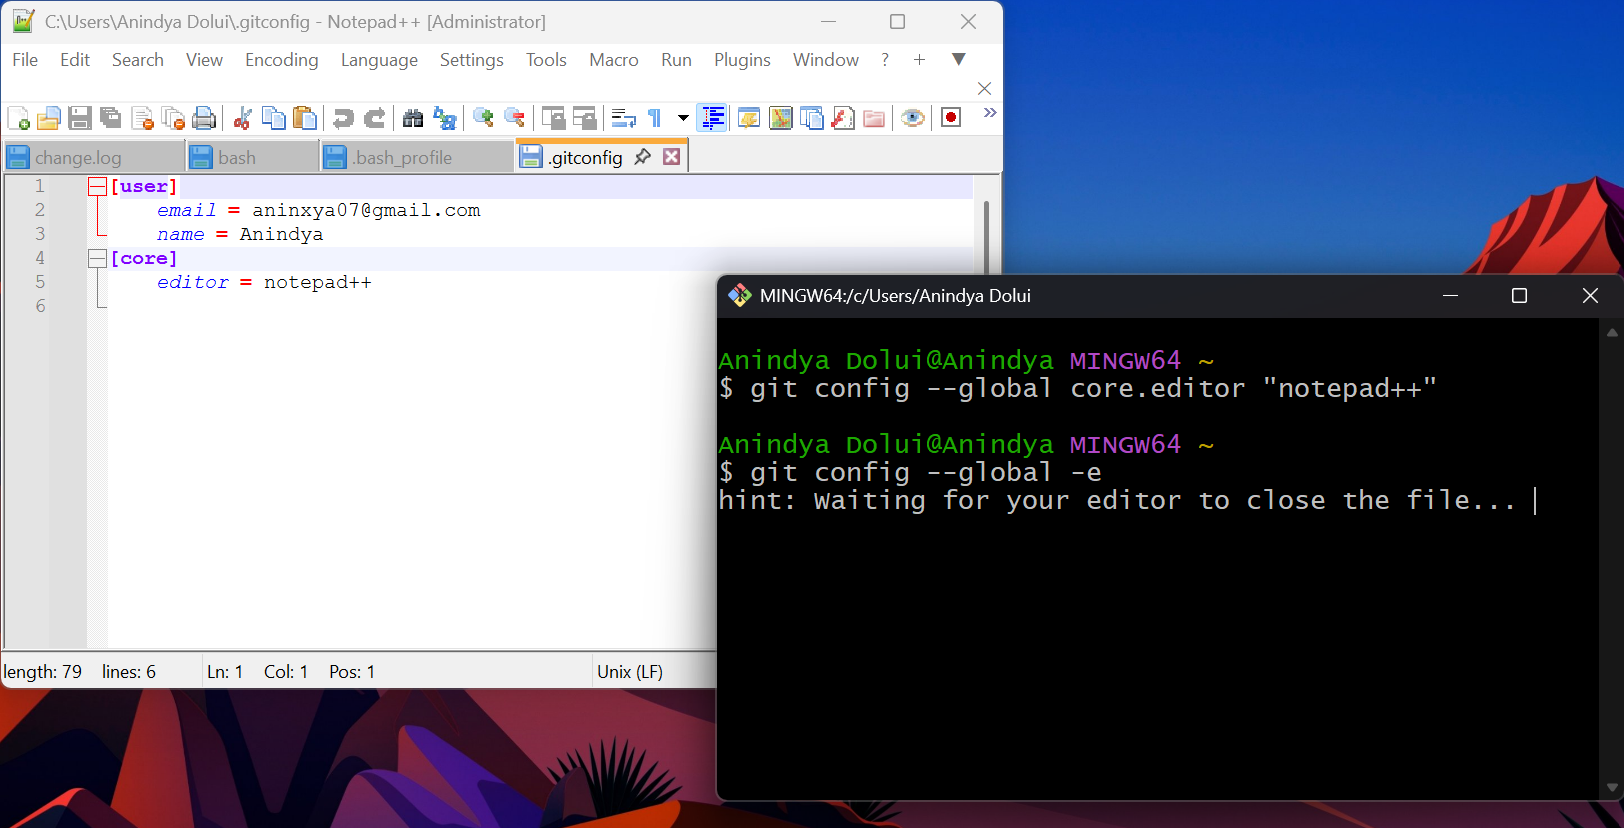 C:\Users\Anindya Dolui\.gitconfig - Notepad++ [Administrator]
File Edit Search View Encoding Language Settings Tools Macro Run Plugins Window ? +
change.log bash .bash_profile .gitconfig
1 [user]
2 email = aninxya07@gmail.com
3 name = Anindya
4 [core]
5 editor = notepad++
6
length: 79 lines: 6 Ln: 1 Col: 1 Pos: 1 Unix (LF)
MINGW64:/c/Users/Anindya Dolui
Anindya Dolui@Anindya MINGW64 ~
$ git config --global core.editor "notepad++"
Anindya Dolui@Anindya MINGW64 ~
$ git config --global -e
hint: Waiting for your editor to close the file...